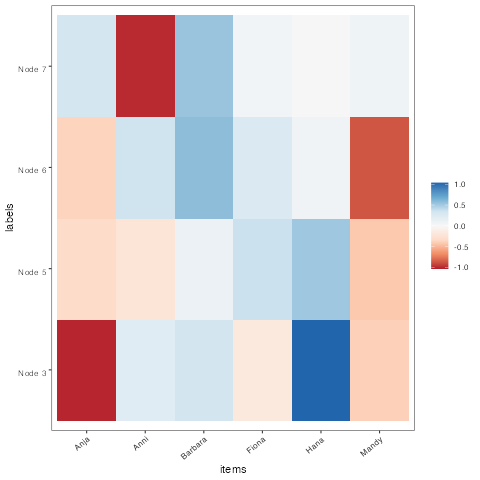 Node 7
Node 6
Node 5
Node 3
labels
Anja
Anni
Barbara
Fiona
Hana
Mandy
items
1.0
0.5
0.0
-0.5
-1.0